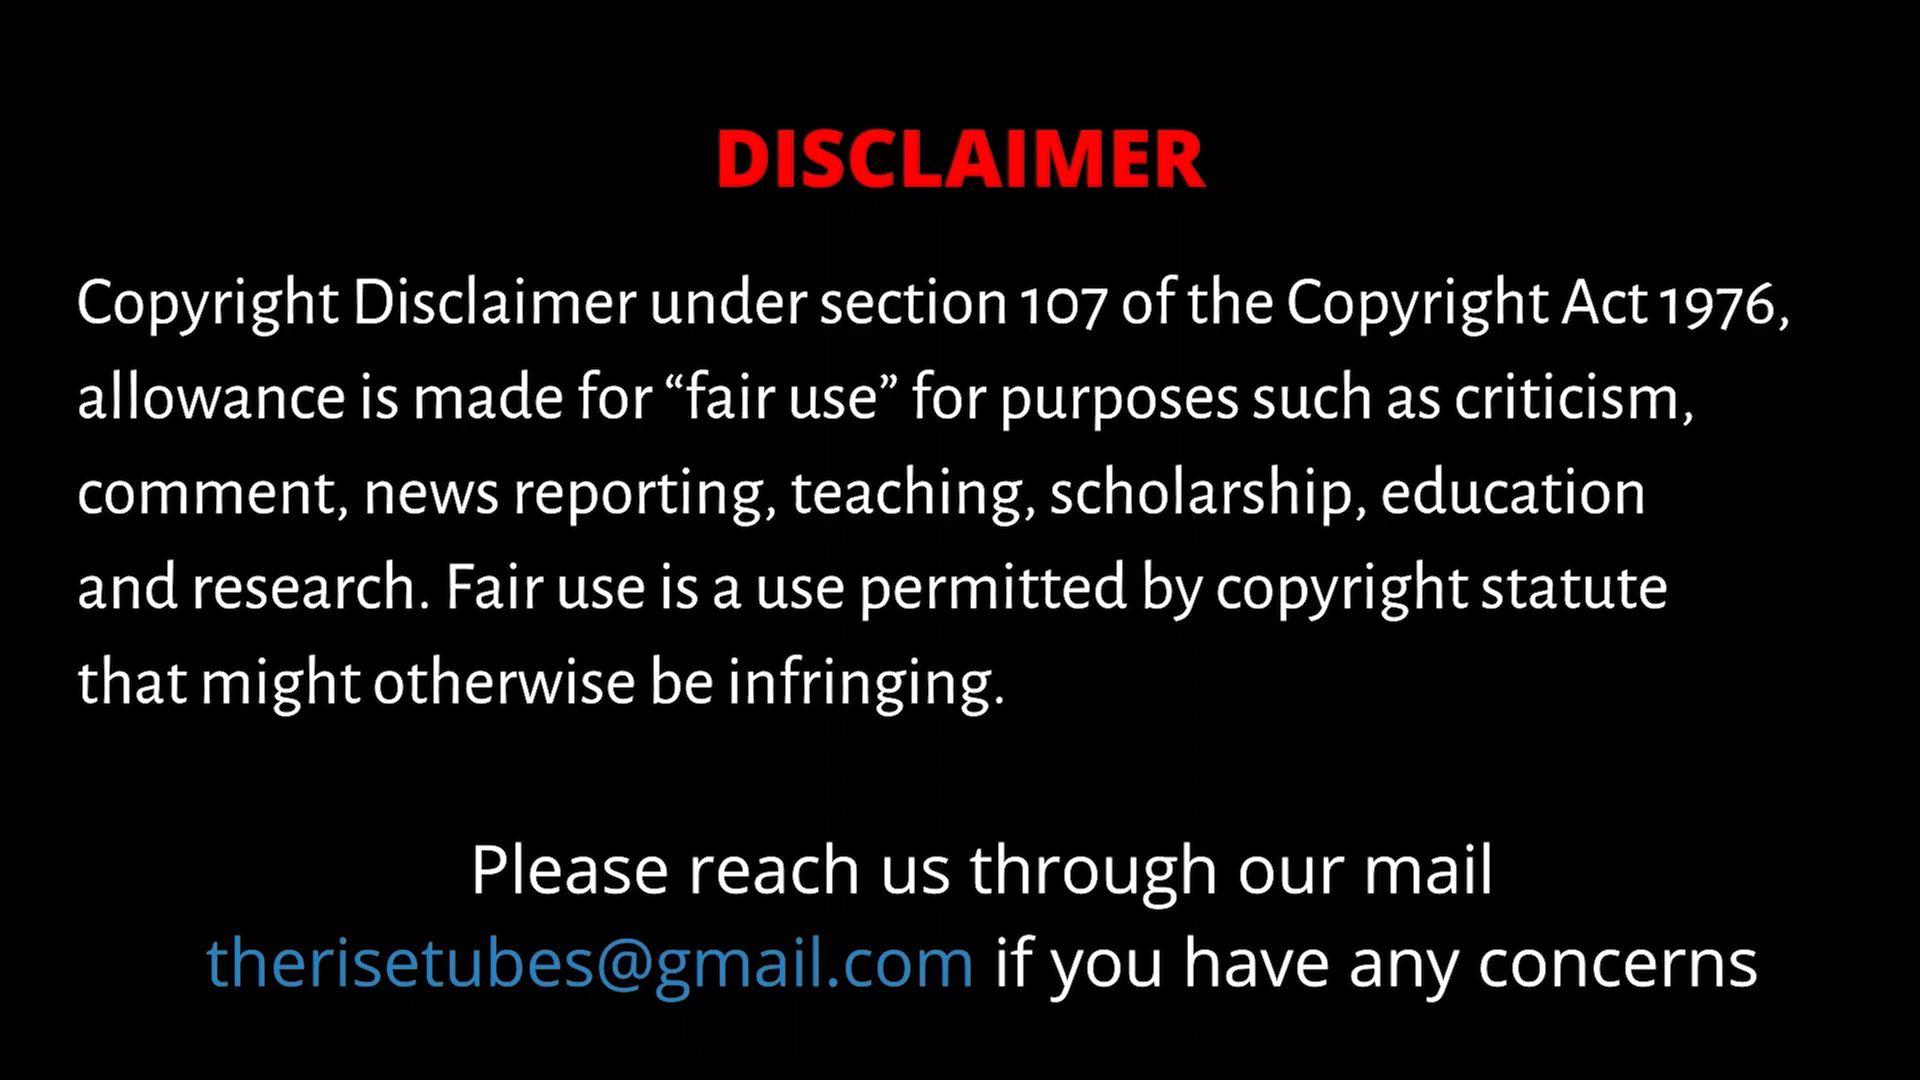 DISCLAIMER
Copyright Disclaimer under section 107 of the Copyright Act 1976,
allowance is made for “fair use” for purposes such as criticism,
comment, news reporting, teaching, scholarship, education
and research. Fair use is a use permitted by copyright statute
that might otherwise be infringing.
Please reach us through our mail
therisetubes@gmail.com if you have any concerns